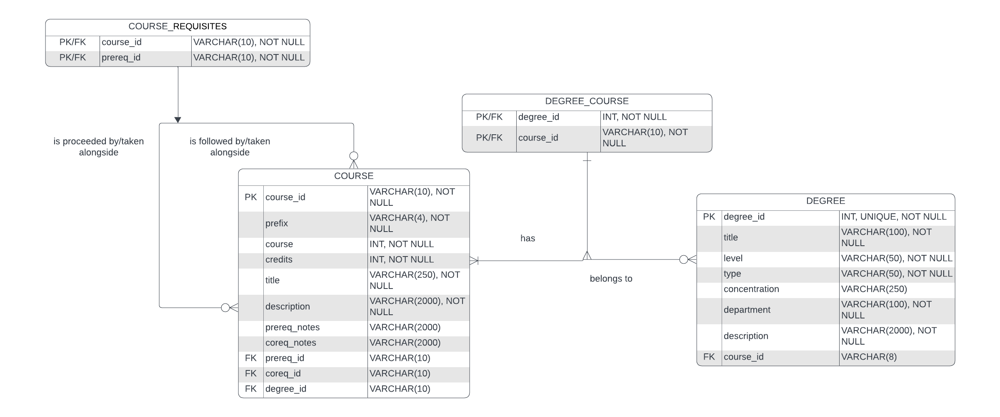 COURSE_REQUISITES
PK/FK course_id VARCHAR(10), NOT NULL
PK/FK prereq_id VARCHAR(10), NOT NULL
is proceeded by/taken
alongside
is followed by/taken
alongside
DEGREE_COURSE
PK/FK degree_id INT, NOT NULL
PK/FK course_id VARCHAR(10), NOT
NULL
COURSE
PK course_id VARCHAR(10), NOT
NULL
prefix VARCHAR(4), NOT
NULL
course INT, NOT NULL
credits INT, NOT NULL
title VARCHAR(250), NOT
NULL
description VARCHAR(2000), NOT
NULL
prereq_notes VARCHAR(2000)
coreq_notes VARCHAR(2000)
FK prereq_id VARCHAR(10)
FK coreq_id VARCHAR(10)
FK degree_id VARCHAR(10)
has
belongs to
DEGREE
PK degree_id INT, UNIQUE, NOT NULL
title VARCHAR(100), NOT
NULL
level VARCHAR(50), NOT NULL
type VARCHAR(50), NOT NULL
concentration VARCHAR(250)
department VARCHAR(100), NOT
NULL
description VARCHAR(2000), NOT
NULL
FK course_id VARCHAR(8)